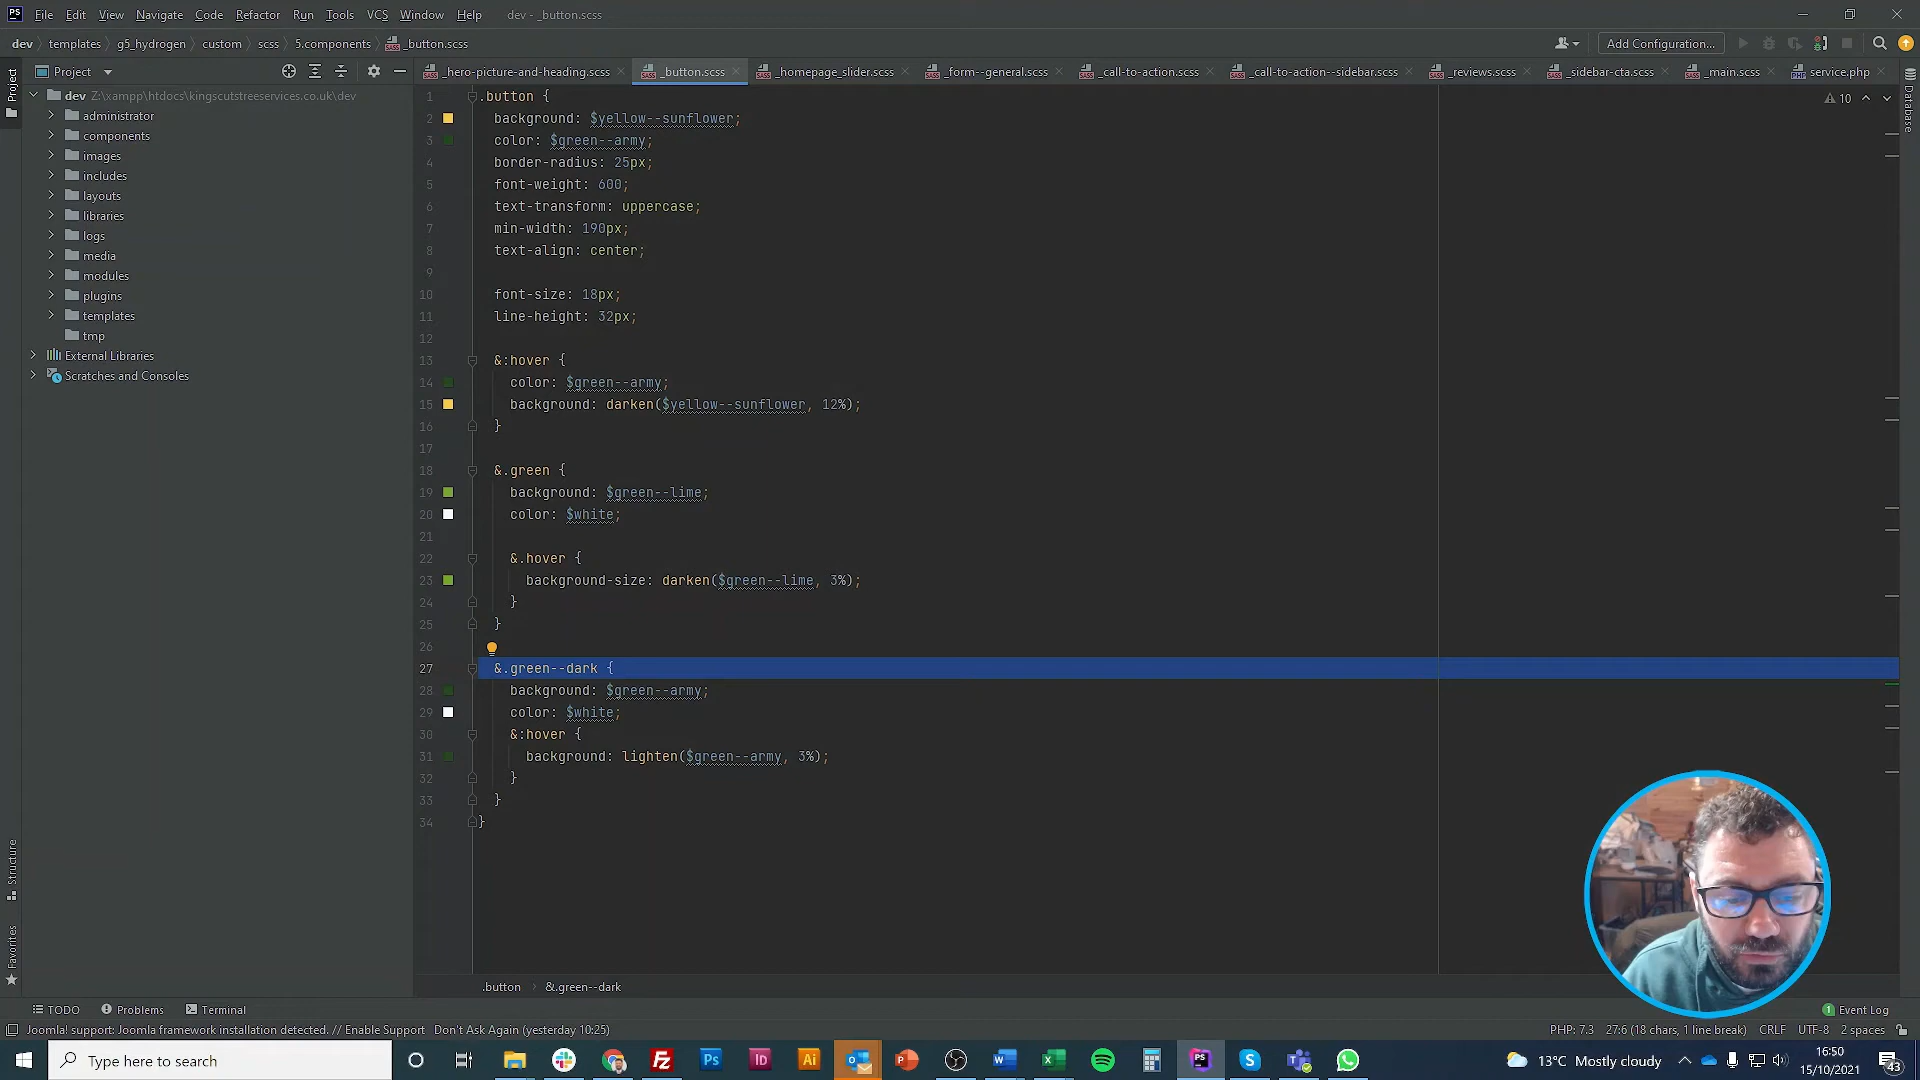 PS File Edit View Navigate Code Refactor Run Tools VCS Window Help dev - _button.scss
dev templates g5_hydrogen custom scss 5.components _button.scss
Add Configuration...
Project
_hero-picture-and-heading.scss _button.scss _homepage_slider.scss _form--general.scss _call-to-action.scss _call-to-action--sidebar.scss _reviews.scss _sidebar-cta.scss _main.scss service.php
Project
Database
dev Z:\xampp\htdocs\kingscutstreeservices.co.uk\dev
administrator
components
images
includes
layouts
libraries
logs
media
modules
plugins
templates
tmp
External Libraries
Scratches and Consoles
10
1 .button {
2 background: $yellow--sunflower;
3 color: $green--army;
4 border-radius: 25px;
5 font-weight: 600;
6 text-transform: uppercase;
7 min-width: 190px;
8 text-align: center;
9
10 font-size: 18px;
11 line-height: 32px;
12
13 &:hover {
14 color: $green--army;
15 background: darken($yellow--sunflower, 12%);
16 }
17
18 &.green {
19 background: $green--lime;
20 color: $white;
21
22 &.hover {
23 background-size: darken($green--lime, 3%);
24 }
25 }
26
27 &.green--dark {
28 background: $green--army;
29 color: $white;
30 &:hover {
31 background: lighten($green--army, 3%);
32 }
33 }
34 }
Structure
Favorites
.button &.green--dark
TODO Problems Terminal
1 Event Log
Joomla! support: Joomla framework installation detected. // Enable Support Don't Ask Again (yesterday 10:25)
PHP: 7.3 27:6 (18 chars, 1 line break) CRLF UTF-8 2 spaces
Type here to search
Ps Id Ai
13°C Mostly cloudy
16:50
15/10/2021
43